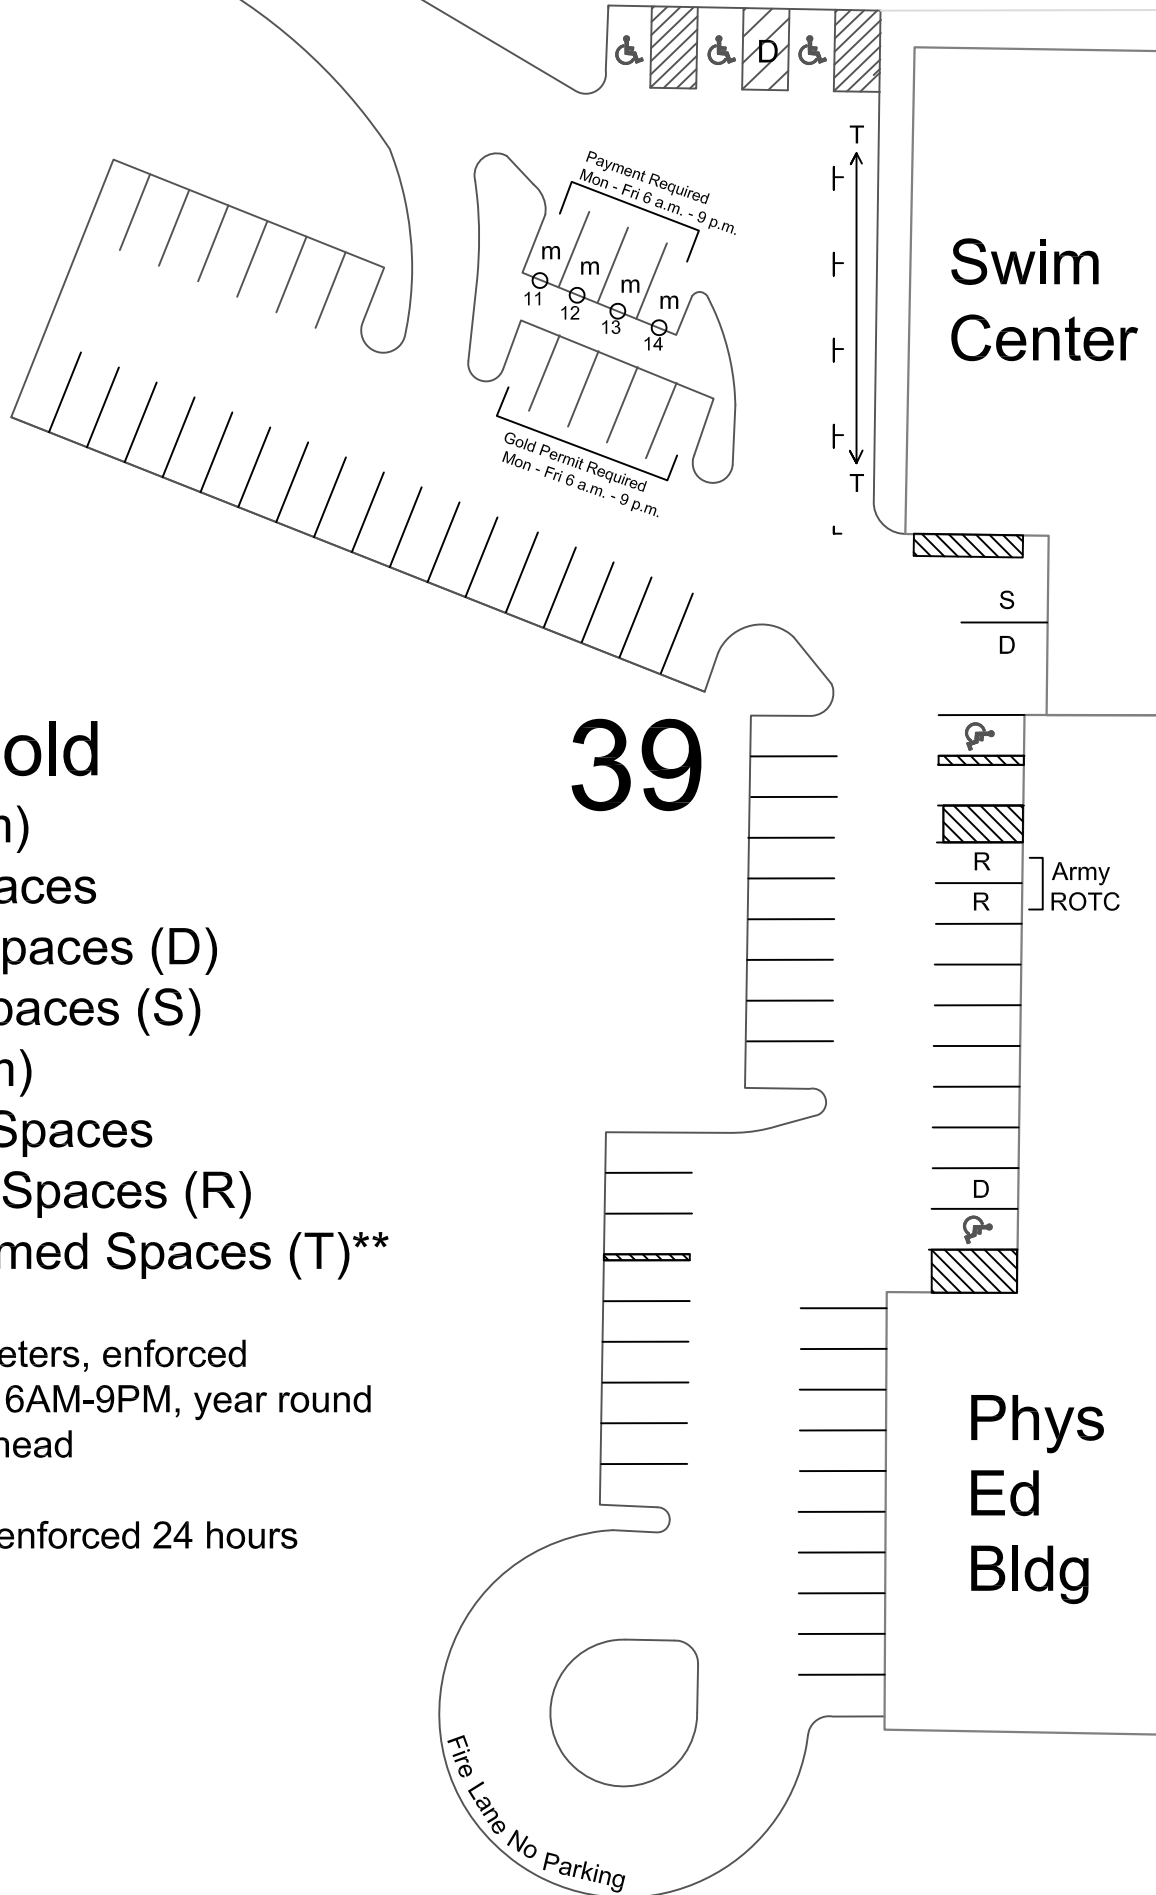 D
T
Payment Required
Mon - Fri 6 a.m. - 9 p.m.
m
m
m
m
11
12
13
14
Swim
Center
Gold Permit Required
Mon - Fri 6 a.m. - 9 p.m.
T
S
D
39
old
)
aces
paces (D)
paces (S)
)
Spaces
Spaces (R)
med Spaces (T)**
eters, enforced
6AM-9PM, year round
head
enforced 24 hours
R
R
Army
ROTC
D
Phys
Ed
Bldg
Fire Lane No Parking